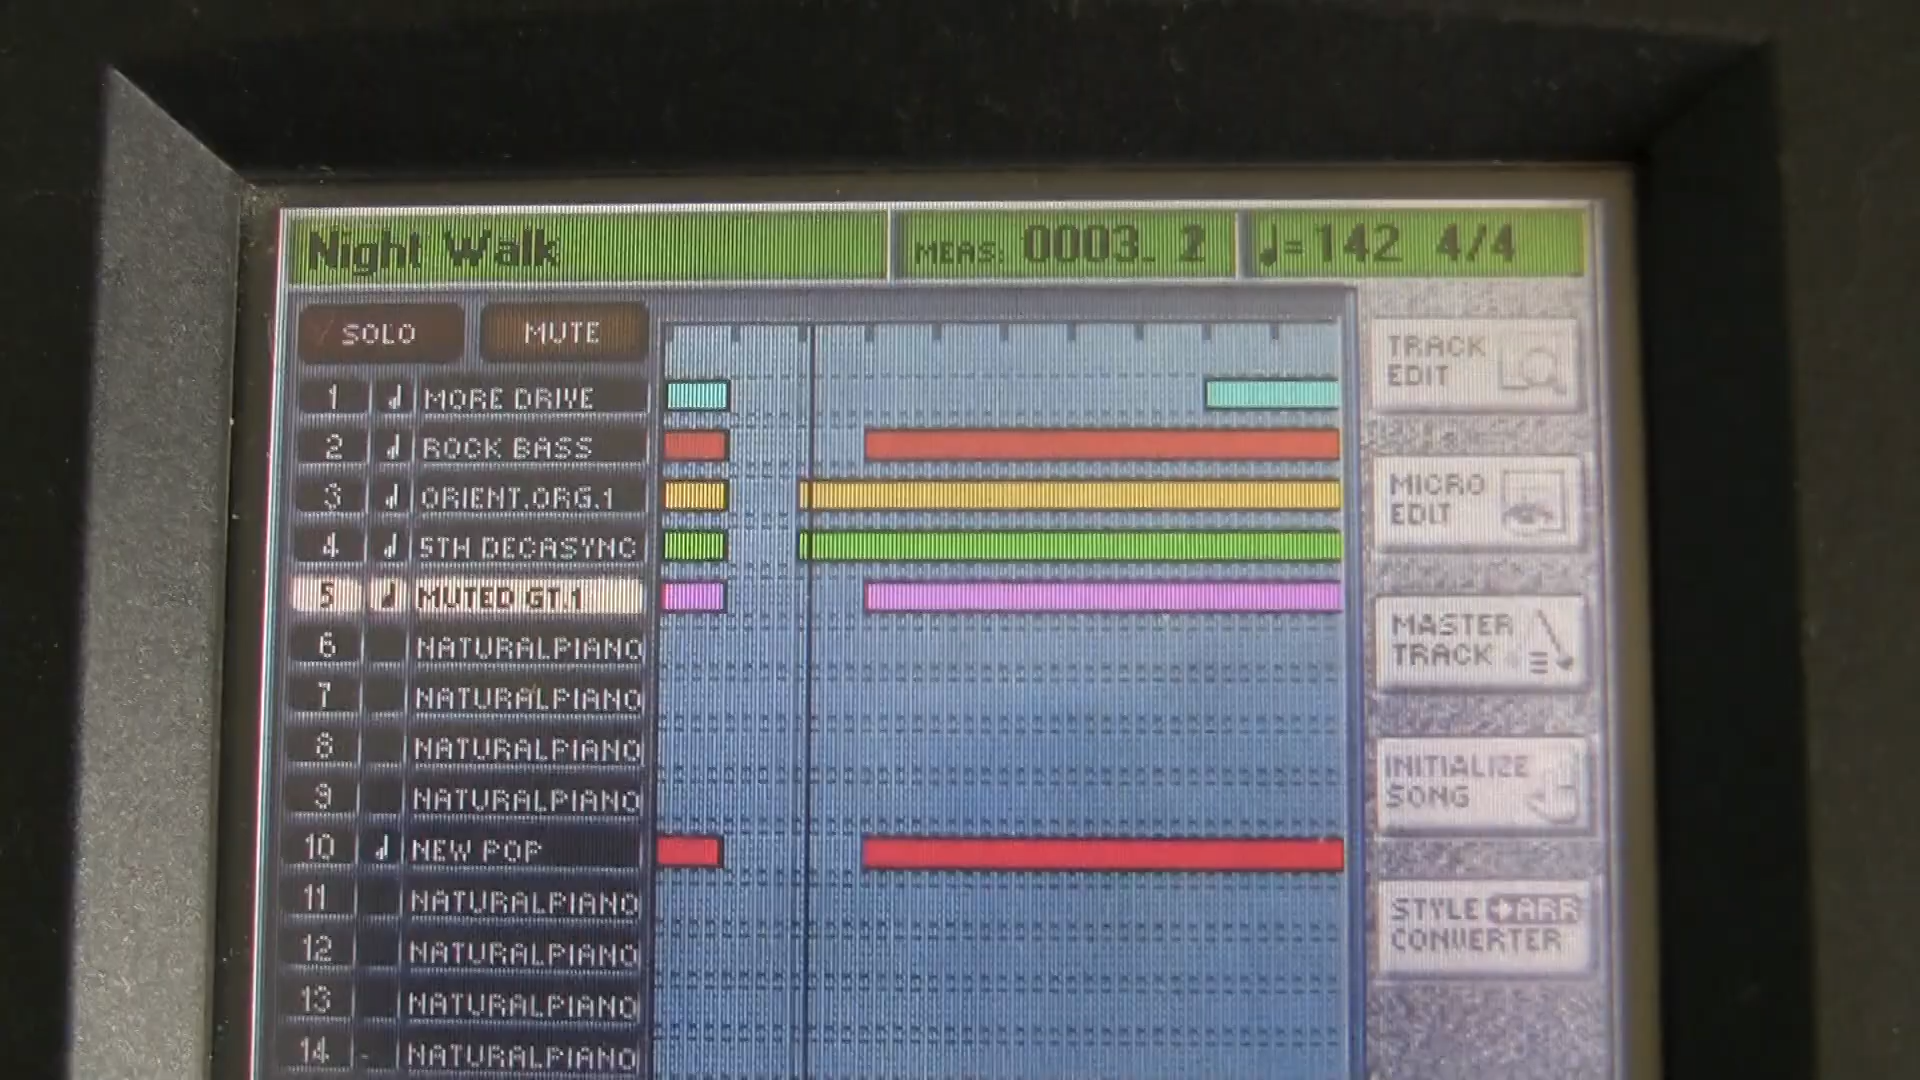 Night Walk MEAS: 0003. 2 ♩=142 4/4
SOLO MUTE
1 MORE DRIVE
2 ROCK BASS
3 ORIENT.ORG.1
4 5TH DECASYNC
5 MUTED GT.1
6 NATURALPIANO
7 NATURALPIANO
8 NATURALPIANO
9 NATURALPIANO
10 NEW POP
11 NATURALPIANO
12 NATURALPIANO
13 NATURALPIANO
14 - NATURALPIANO
TRACK
EDIT
MICRO
EDIT
MASTER
TRACK
INITIALIZE
SONG
STYLE ➔ARR
CONVERTER